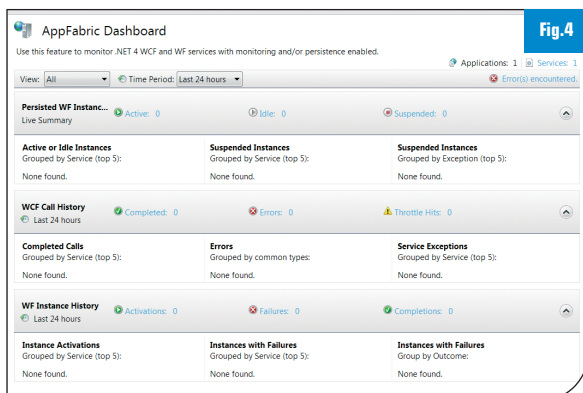 Fig.4
AppFabric Dashboard
Use this feature to monitor .NET 4 WCF and WF services with monitoring and/or persistence enabled.
Applications: 1 Services: 1
View: All Time Period: Last 24 hours Error(s) encountered.
Persisted WF Instanc... Active: 0 Idle: 0 Suspended: 0
Live Summary
Active or Idle Instances Suspended Instances Suspended Instances
Grouped by Service (top 5): Grouped by Service (top 5): Grouped by Exception (top 5):
None found. None found. None found.
WCF Call History Completed: 0 Errors: 0 Throttle Hits: 0
Last 24 hours
Completed Calls Errors Service Exceptions
Grouped by Service (top 5): Grouped by common types: Grouped by Service (top 5):
None found. None found. None found.
WF Instance History Activations: 0 Failures: 0 Completions: 0
Last 24 hours
Instance Activations Instances with Failures Instances with Failures
Grouped by Service (top 5): Grouped by Service (top 5): Group by Outcome:
None found. None found. None found.